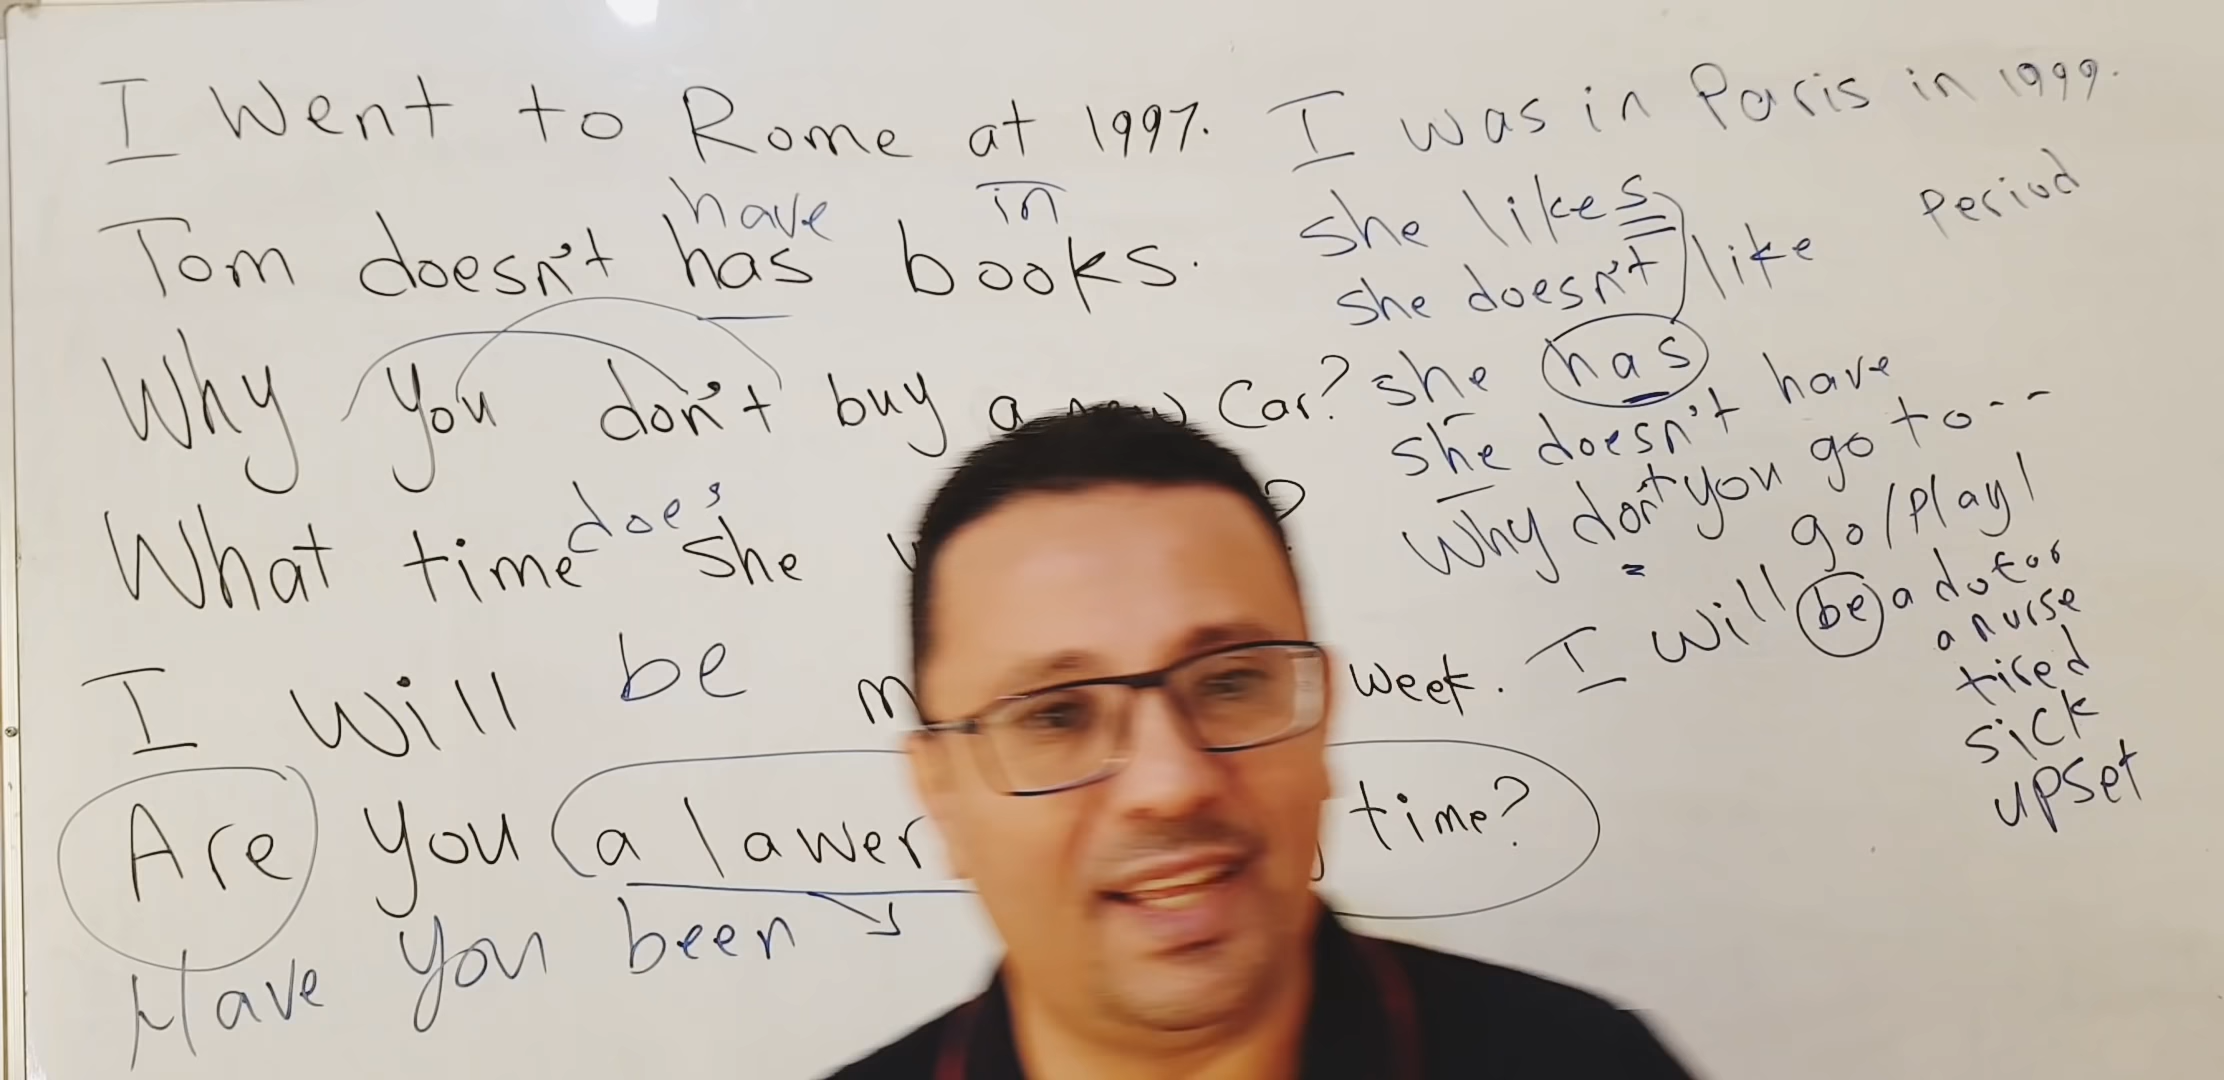 I went to Rome at 1997. I was in Paris in 1999.
have in she likes Period
Tom doesn't has books. she doesn't like
Why you don't buy a new Car? she has
she doesn't have
does Why don't you go to --
What time she ? go/Play/
be I will be a dotor
I will week. a nurse
tired
sick
Are you a lawer time? upset
Have you been